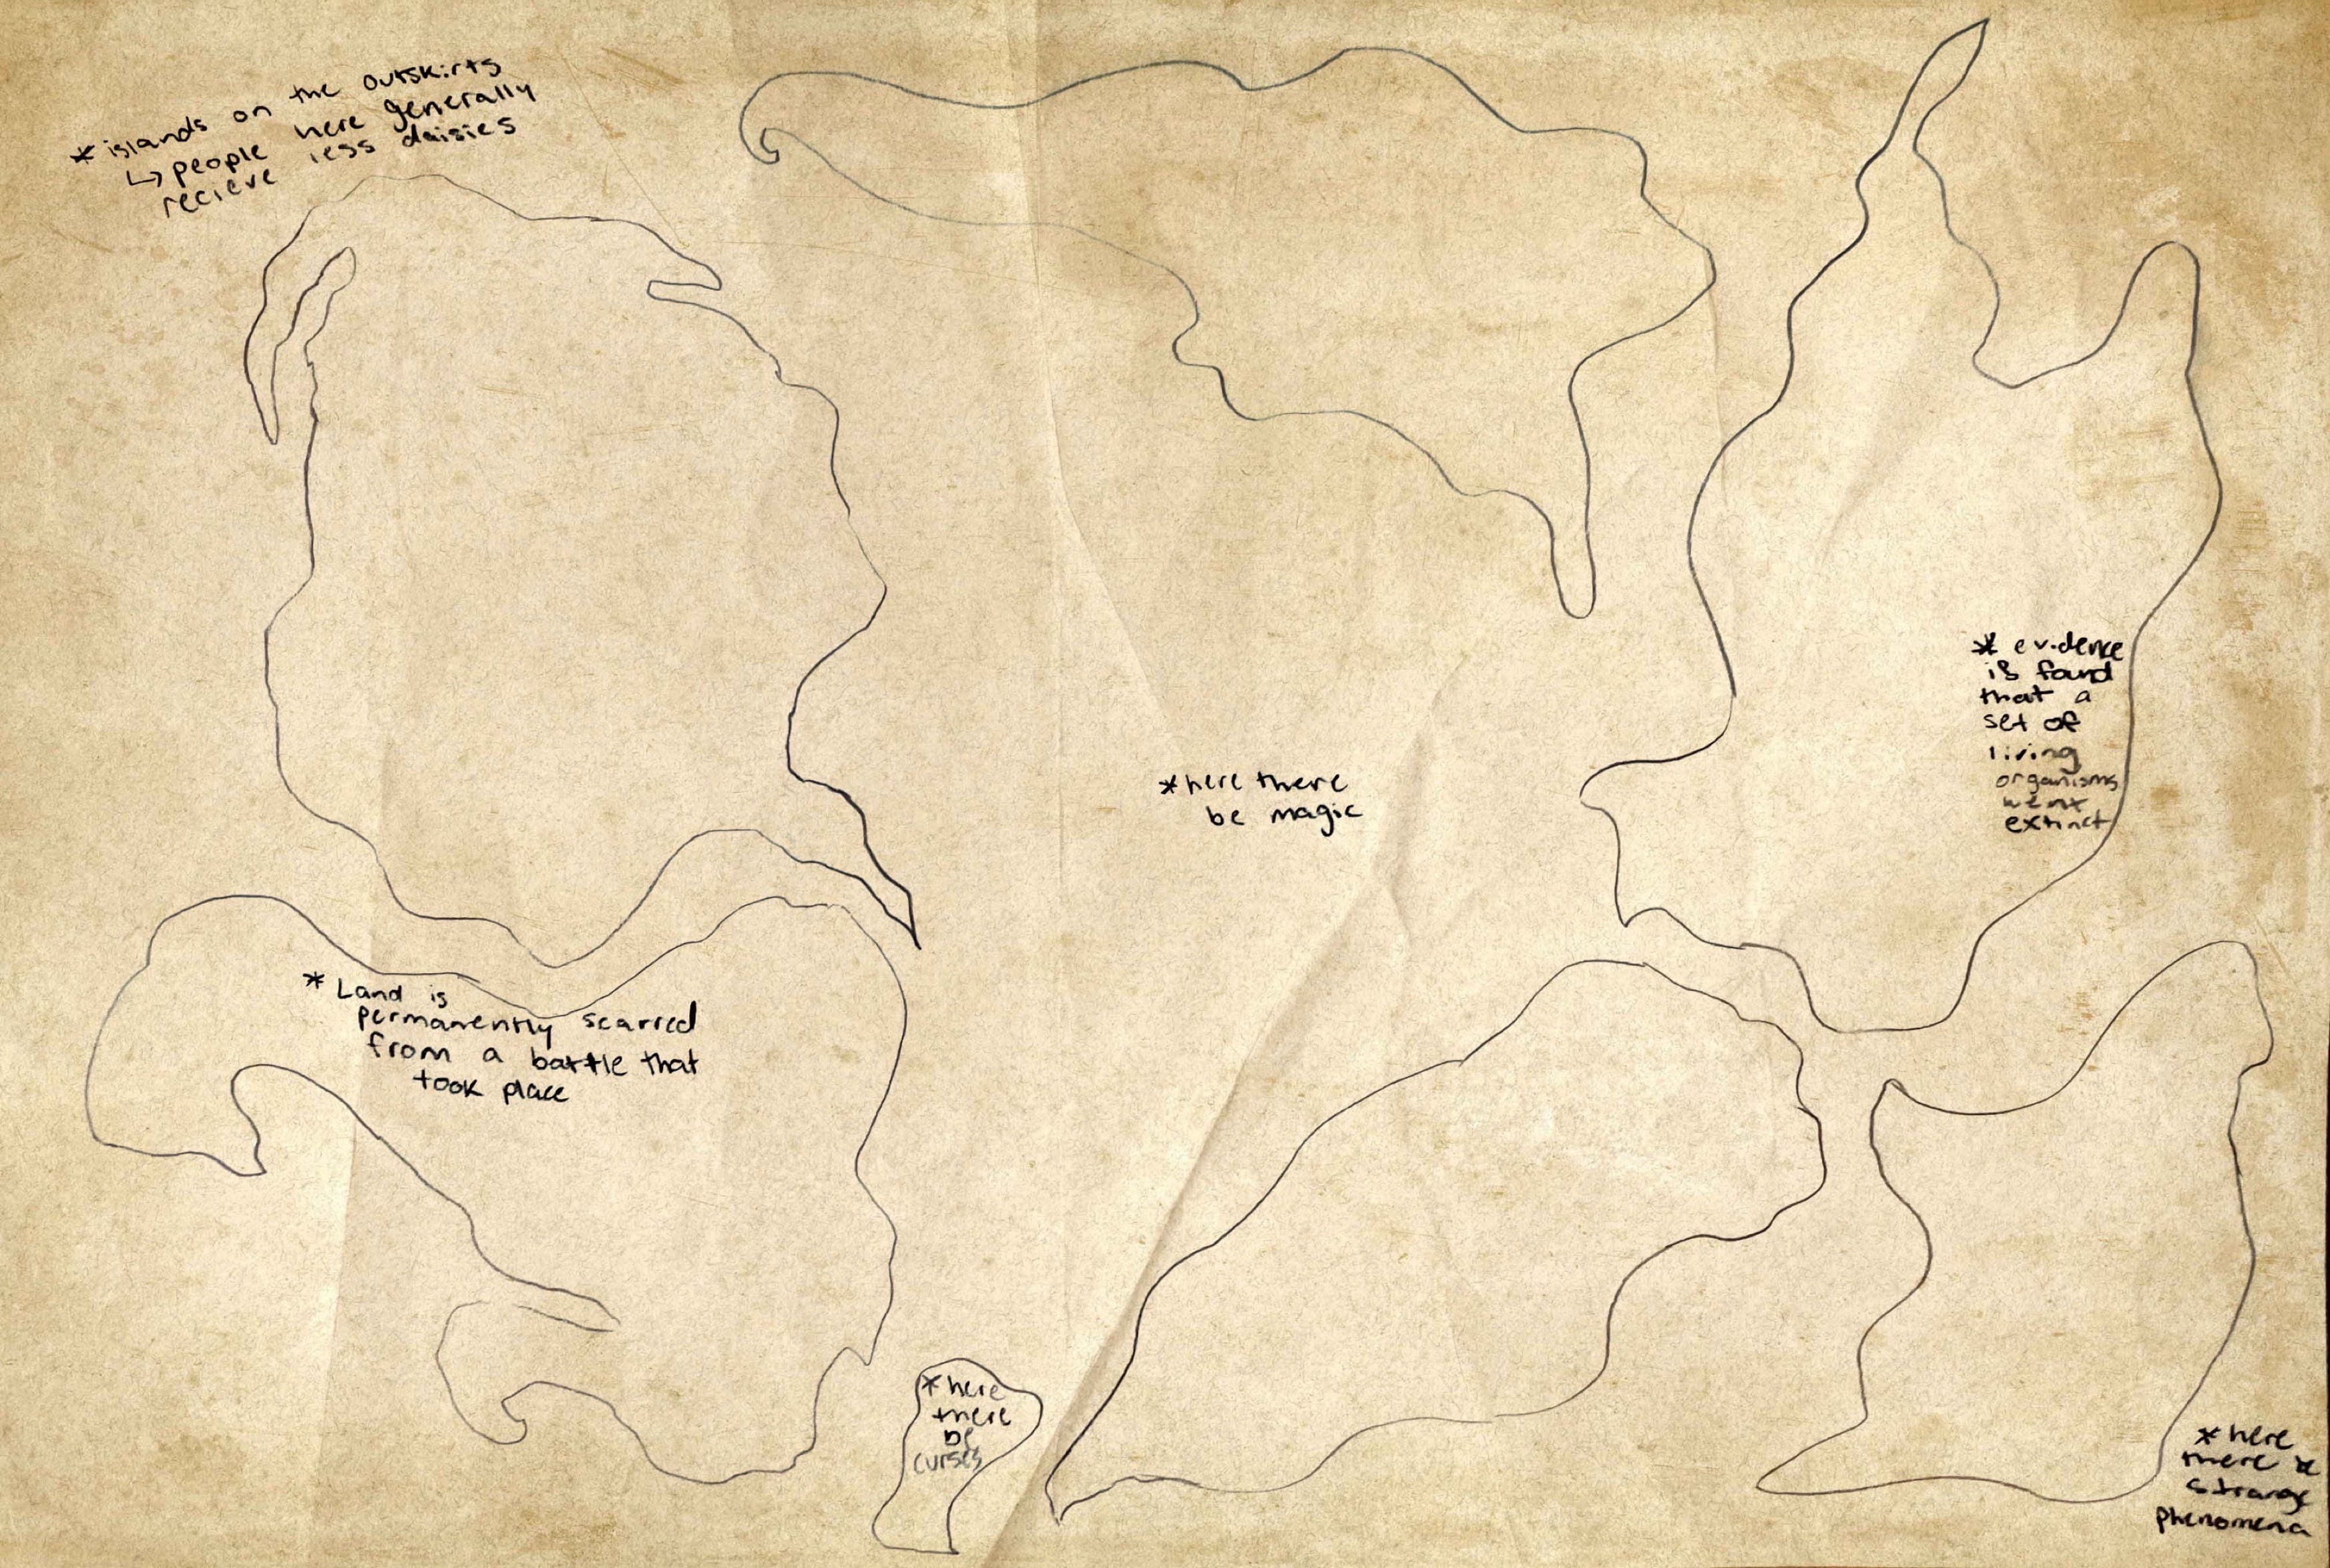 * islands on the outskirts
↳ people here generally
recieve less daisies
* evidence
is found
that a
set of
living
organisms
went
extinct
* here there
be magic
* Land is
permanently scarred
from a battle that
took place
* here
there
be
curses
* here
there be
strange
phenomena